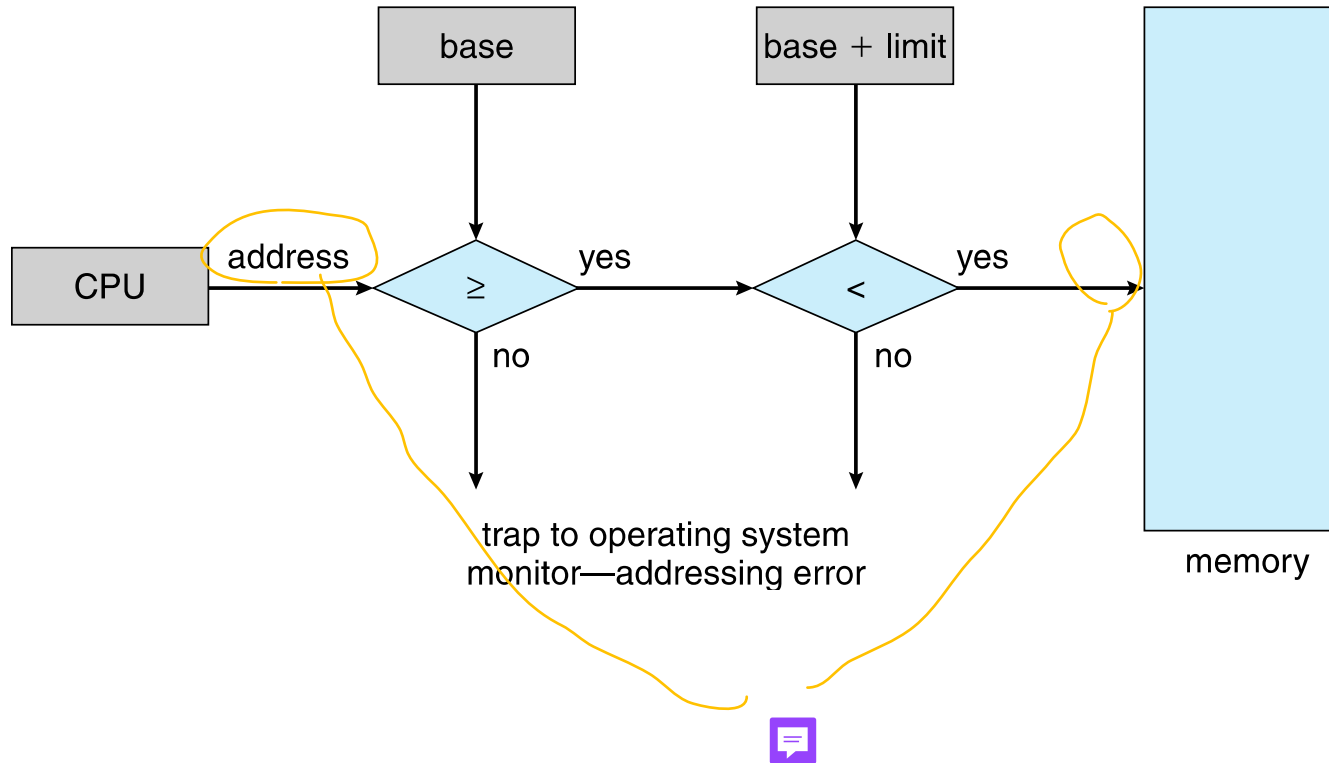 base
base + limit
CPU
address
≥
yes
<
yes
no
no
trap to operating system
monitor—addressing error
memory